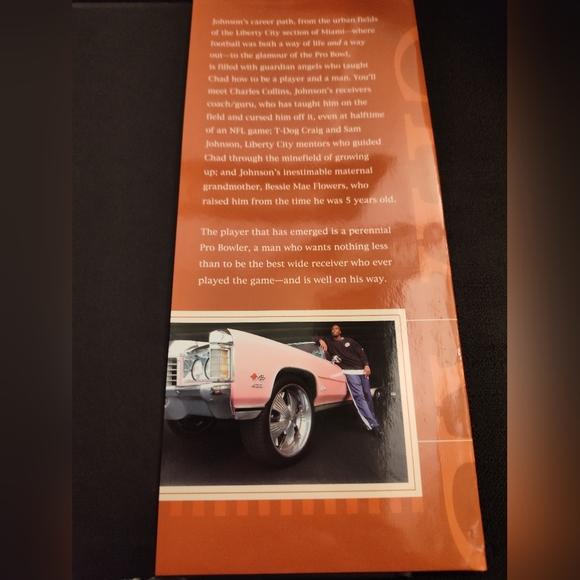 Johnson's career path, from the urban fields
of the Liberty City section of Miami—where
football was both a way of life and a way
out—to the glamour of the Pro Bowl,
is filled with guardian angels who taught
Chad how to be a player and a man. You'll
meet Charles Collins, Johnson's receivers
coach/guru, who has taught him on the
field and cursed him off it, even at halftime
of an NFL game; T-Dog Craig and Sam
Johnson, Liberty City mentors who guided
Chad through the minefield of growing
up; and Johnson's inestimable maternal
grandmother, Bessie Mae Flowers, who
raised him from the time he was 5 years old.
The player that has emerged is a perennial
Pro Bowler, a man who wants nothing less
than to be the best wide receiver who ever
played the game—and is well on his way.